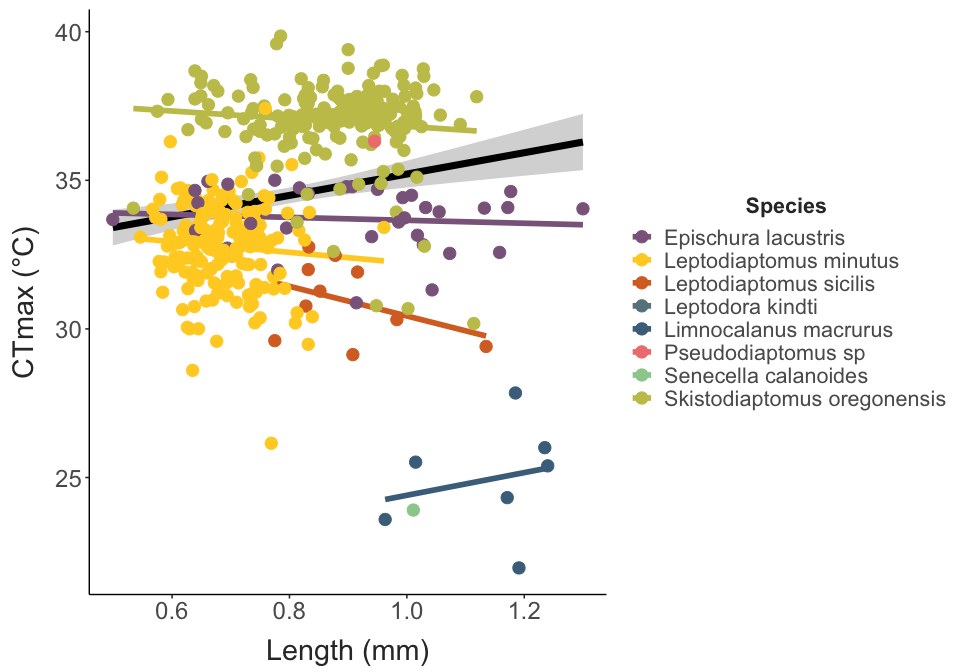 CTmax (°C)
40
35
30
25
0.6 0.8 1.0 1.2
Length (mm)
Species
Epischura lacustris
Leptodiaptomus minutus
Leptodiaptomus sicilis
Leptodora kindti
Limnocalanus macrurus
Pseudodiaptomus sp
Senecella calanoides
Skistodiaptomus oregonensis